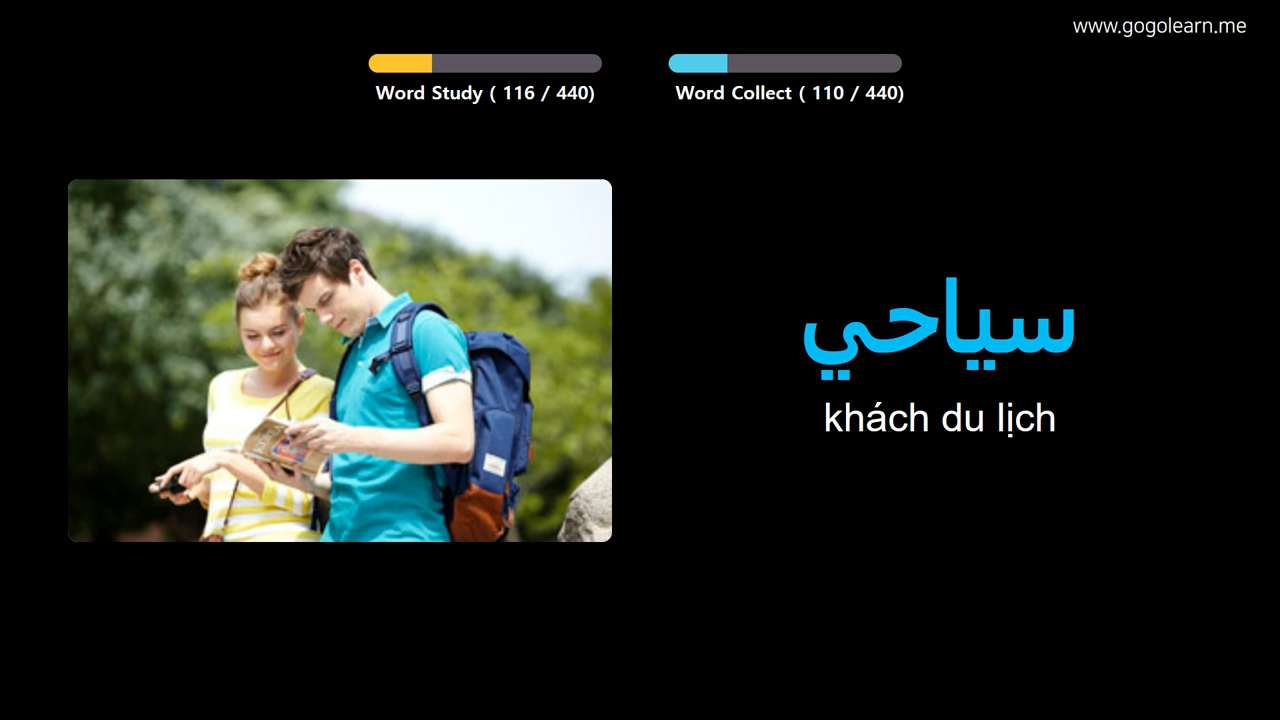 www.gogolearn.me
Word Study ( 116 / 440)
Word Collect ( 110 / 440)
سياحي
khách du lịch